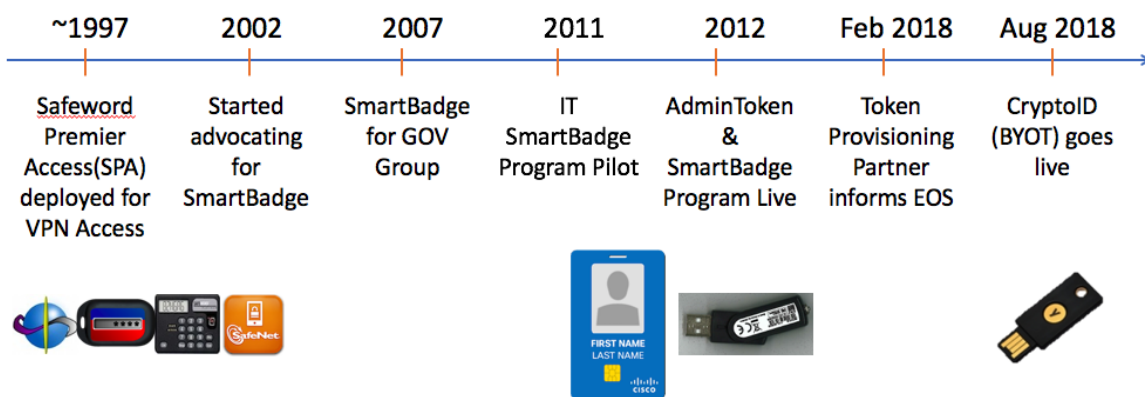 ~1997
2002
2007
2011
2012
Feb 2018
Aug 2018
Safeword
Premier
Access(SPA)
deployed for
VPN Access
Started
advocating
for
SmartBadge
SmartBadge
for GOV
Group
IT
SmartBadge
Program Pilot
AdminToken
&
SmartBadge
Program Live
Token
Provisioning
Partner
informs EOS
CryptoID
(BYOT) goes
live
SafeNet
FIRST NAME
LAST NAME
CISCO
CE
Y